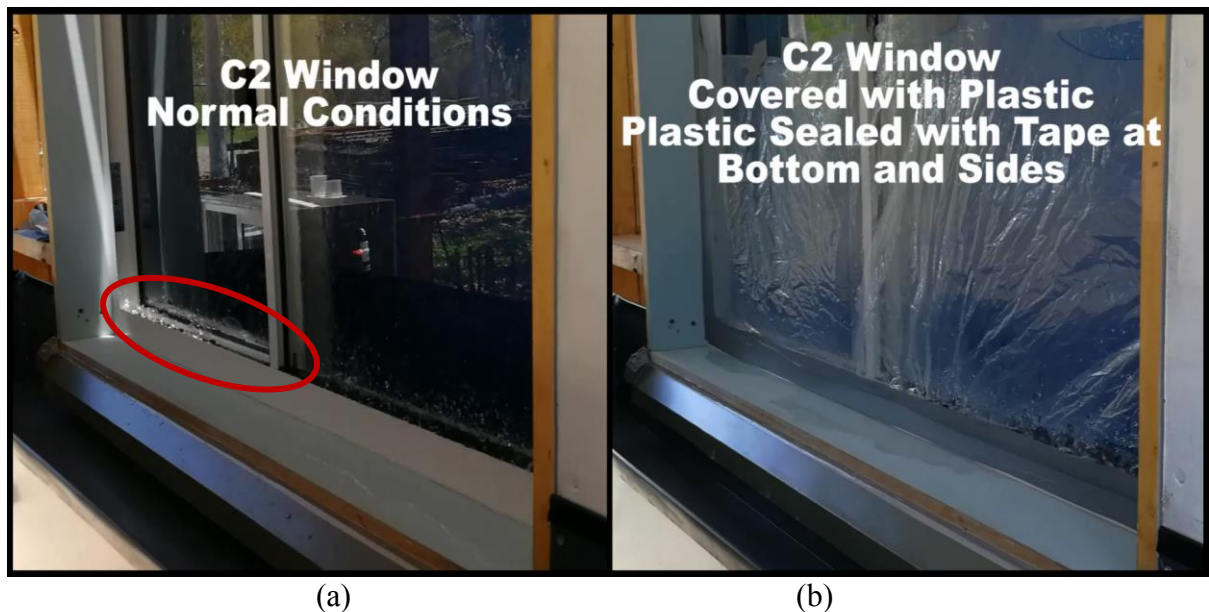 C2 Window
Normal Conditions
C2 Window
Covered with Plastic
Plastic Sealed with Tape at
Bottom and Sides
(a)
(b)